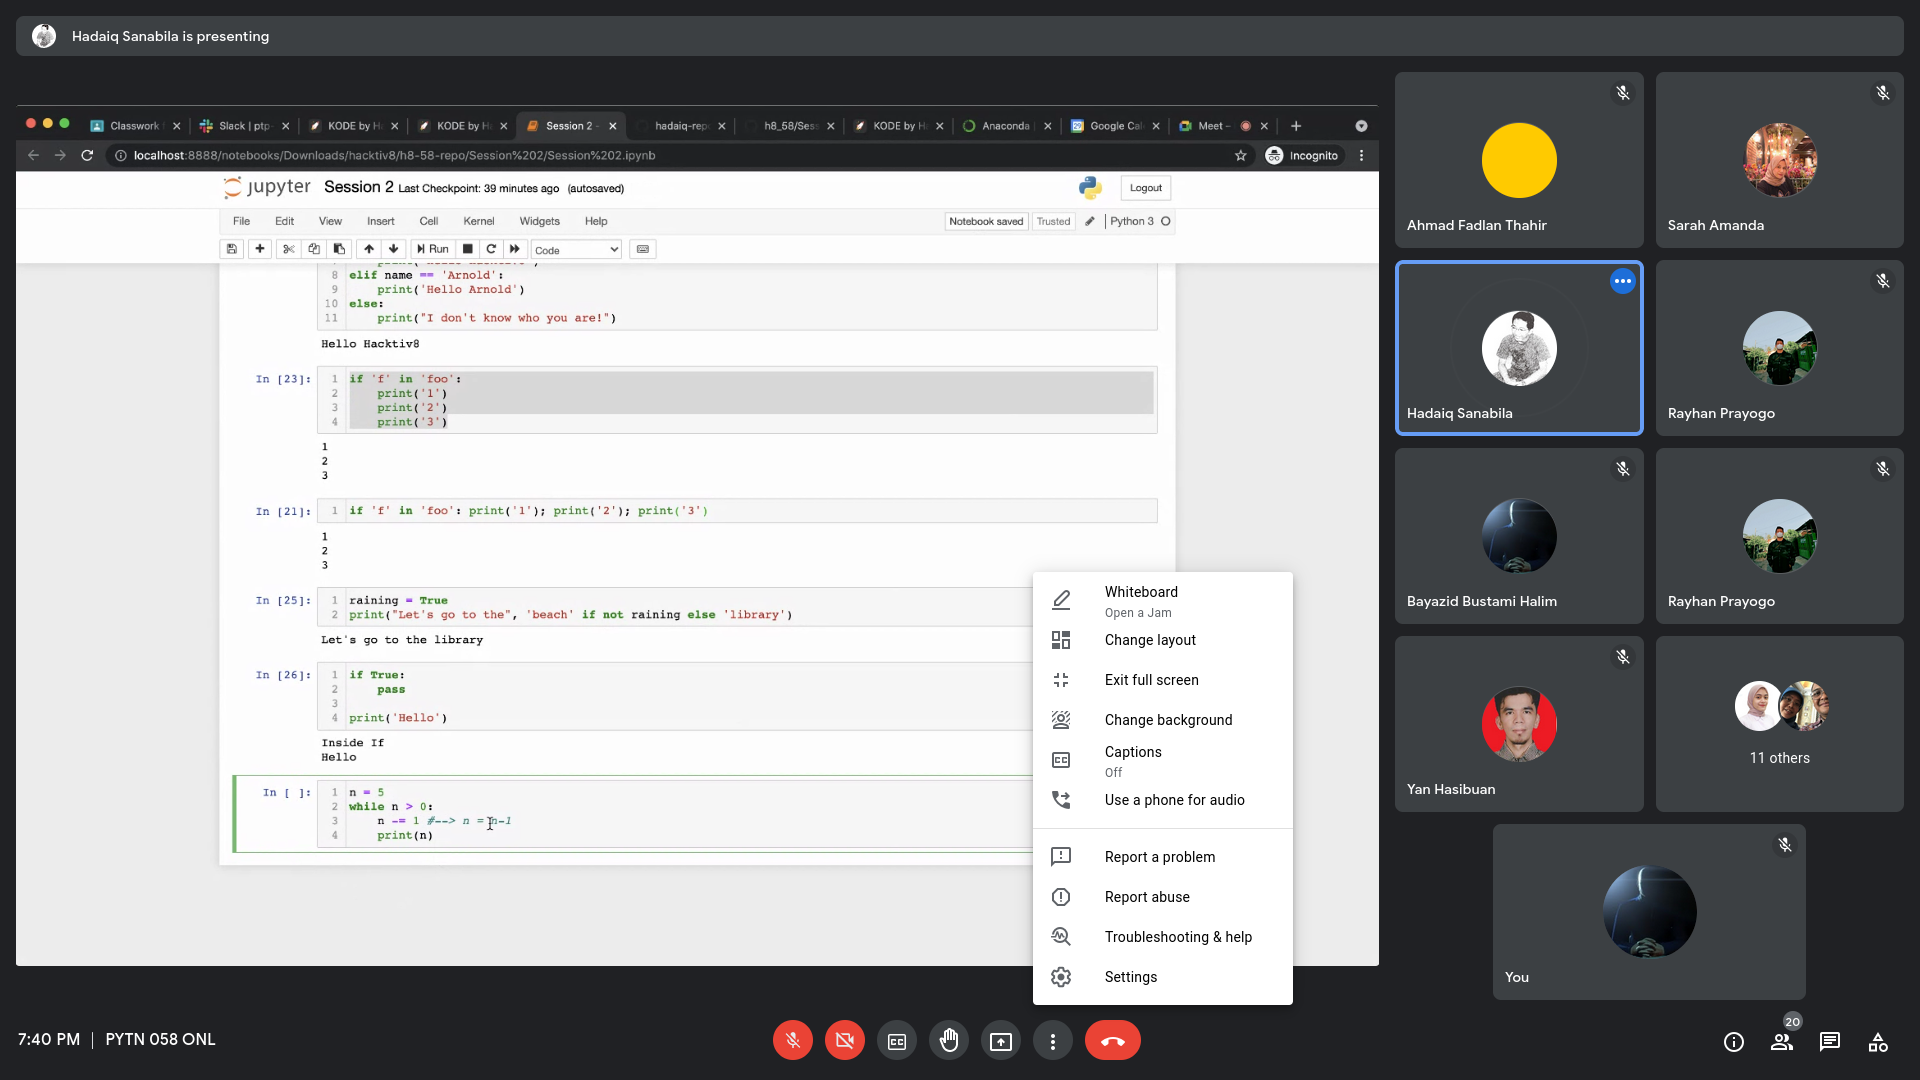 Hadaiq Sanabila is presenting
Classwork
Slack | ptp-
KODE by H
KODE by H
Session 2 -
hadaiq-rep
h8_58/Sess
KODE by H
Anaconda
Google Cal
Meet –
localhost:8888/notebooks/Downloads/hacktiv8/h8-58-repo/Session%202/Session%202.ipynb
Incognito
jupyter Session 2 Last Checkpoint: 39 minutes ago (autosaved)
Logout
File Edit View Insert Cell Kernel Widgets Help
Notebook saved Trusted Python 3
Run Code
8 elif name == 'Arnold':
9 print('Hello Arnold')
10 else:
11 print("I don't know who you are!")
Hello Hacktiv8
In [23]:
1 if 'f' in 'foo':
2 print('1')
3 print('2')
4 print('3')
1
2
3
In [21]:
1 if 'f' in 'foo': print('1'); print('2'); print('3')
1
2
3
In [25]:
1 raining = True
2 print("Let's go to the", 'beach' if not raining else 'library')
Let's go to the library
In [26]:
1 if True:
2 pass
3
4 print('Hello')
Inside If
Hello
In [ ]:
1 n = 5
2 while n > 0:
3 n -= 1 #--> n = n-1
4 print(n)
Whiteboard
Open a Jam
Change layout
Exit full screen
Change background
Captions
Off
Use a phone for audio
Report a problem
Report abuse
Troubleshooting & help
Settings
Ahmad Fadlan Thahir
Sarah Amanda
Hadaiq Sanabila
Rayhan Prayogo
Bayazid Bustami Halim
Rayhan Prayogo
Yan Hasibuan
11 others
You
7:40 PM | PYTN 058 ONL
20